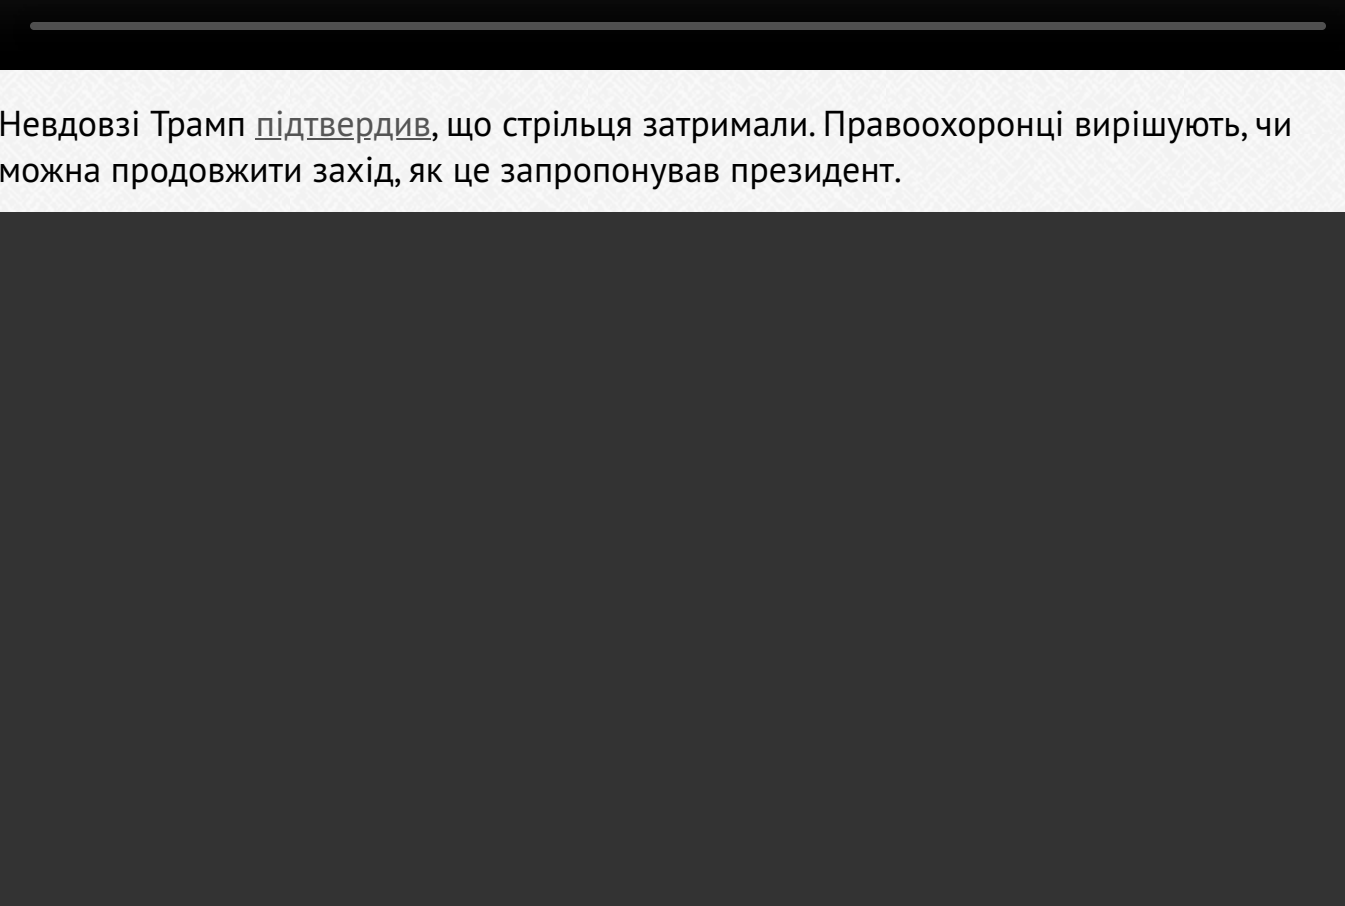 Невдовзі Трамп підтвердив, що стрільця затримали. Правоохоронці вирішують, чи
можна продовжити захід, як це запропонував президент.